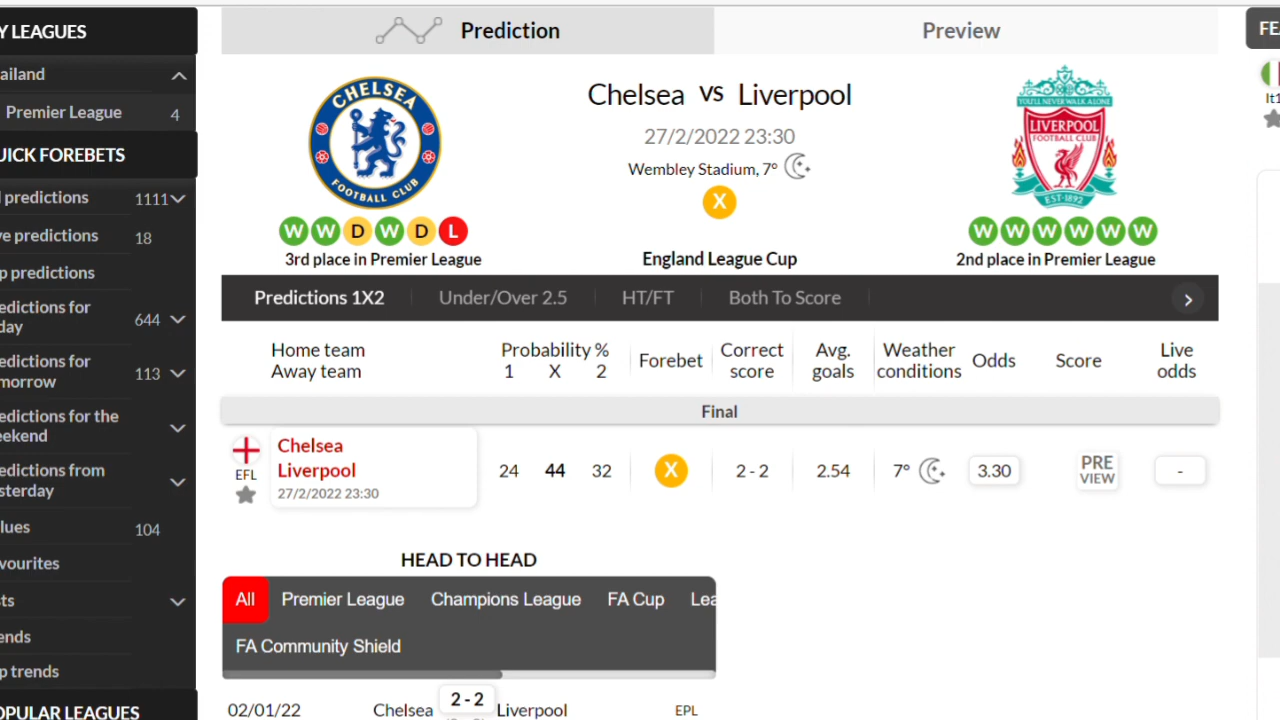 Y LEAGUES
ailand
Premier League 4
UICK FOREBETS
l predictions 1111
ve predictions 18
p predictions
edictions for
day 644
edictions for
morrow 113
edictions for the
eekend
edictions from
sterday
lues 104
vourites
sts
ends
p trends
OPULAR LEAGUES
Prediction
Preview
CHELSEA
FOOTBALL CLUB
Chelsea VS Liverpool
27/2/2022 23:30
Wembley Stadium, 7°
X
YOU'LL NEVER WALK ALONE
LIVERPOOL
FOOTBALL CLUB
EST·1892
W W D W D L
3rd place in Premier League
England League Cup
W W W W W W
2nd place in Premier League
Predictions 1X2 Under/Over 2.5 HT/FT Both To Score
Home team
Away team
Probability %
1 X 2
Forebet
Correct
score
Avg.
goals
Weather
conditions
Odds
Score
Live
odds
Final
EFL
Chelsea
Liverpool
27/2/2022 23:30
24 44 32 X 2 - 2 2.54 7° 3.30
PRE
VIEW
-
HEAD TO HEAD
All Premier League Champions League FA Cup Lea
FA Community Shield
02/01/22 Chelsea 2 - 2 Liverpool EPL
FEA
It1